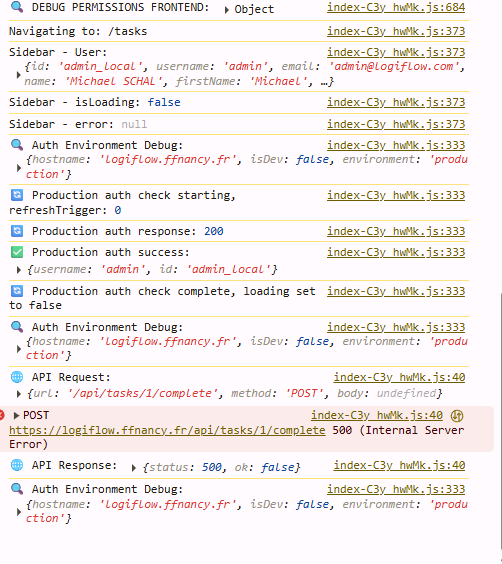 DEBUG PERMISSIONS FRONTEND: ▶ Object index-C3y_hwMk.js:684
Navigating to: /tasks index-C3y_hwMk.js:373
Sidebar - User: index-C3y_hwMk.js:373
{id: 'admin_local', username: 'admin', email: 'admin@logiflow.com',
▶ name: 'Michael SCHAL', firstName: 'Michael', …}
Sidebar - isLoading: false index-C3y_hwMk.js:373
Sidebar - error: null index-C3y_hwMk.js:373
Auth Environment Debug: index-C3y_hwMk.js:333
{hostname: 'logiflow.ffnancy.fr', isDev: false, environment: 'produ
▶ ction'}
Production auth check starting, index-C3y_hwMk.js:333
refreshTrigger: 0
Production auth response: 200 index-C3y_hwMk.js:333
Production auth success: index-C3y_hwMk.js:333
▶ {username: 'admin', id: 'admin_local'}
Production auth check complete, loading set index-C3y_hwMk.js:333
to false
Auth Environment Debug: index-C3y_hwMk.js:333
{hostname: 'logiflow.ffnancy.fr', isDev: false, environment: 'produ
▶ ction'}
API Request: index-C3y_hwMk.js:40
▶ {url: '/api/tasks/1/complete', method: 'POST', body: undefined}
▶ POST index-C3y_hwMk.js:40
https://logiflow.ffnancy.fr/api/tasks/1/complete 500 (Internal Server
Error)
API Response: ▶ {status: 500, ok: false} index-C3y_hwMk.js:40
Auth Environment Debug: index-C3y_hwMk.js:333
{hostname: 'logiflow.ffnancy.fr', isDev: false, environment: 'produ
▶ ction'}